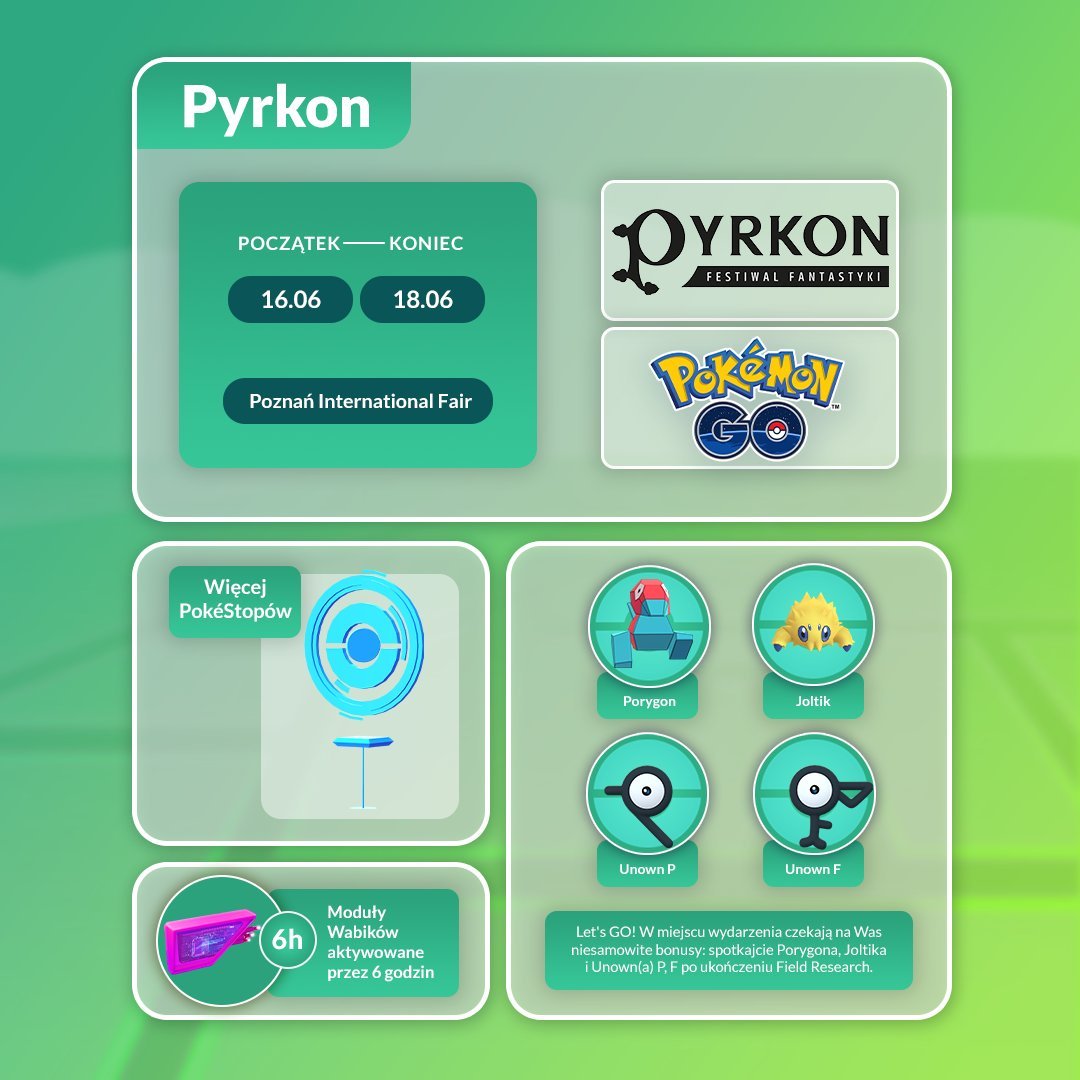 Pyrkon
POCZĄTEK — KONIEC
16.06 18.06
Poznań International Fair
PYRKON
FESTIWAL FANTASTYKI
POKéMON
GO
TM
Więcej
PokéStopów
Porygon
Joltik
Unown P
Unown F
6h
Moduły
Wabików
aktywowane
przez 6 godzin
Let's GO! W miejscu wydarzenia czekają na Was
niesamowite bonusy: spotkajcie Porygona, Joltika
i Unown(a) P, F po ukończeniu Field Research.